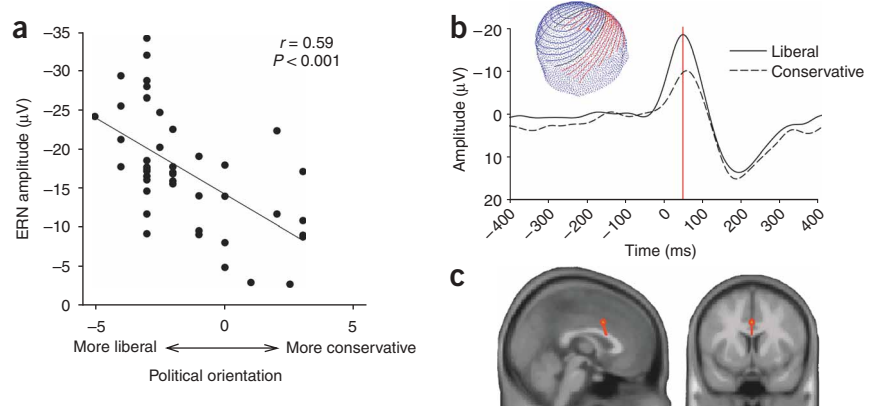 a
r = 0.59
P < 0.001
ERN amplitude (μV)
–35
–30
–25
–20
–15
–10
–5
0
–5
0
5
More liberal
More conservative
Political orientation
b
Liberal
Conservative
Amplitude (μV)
–20
–10
0
10
20
–400
–300
–200
–100
0
100
200
300
400
Time (ms)
c